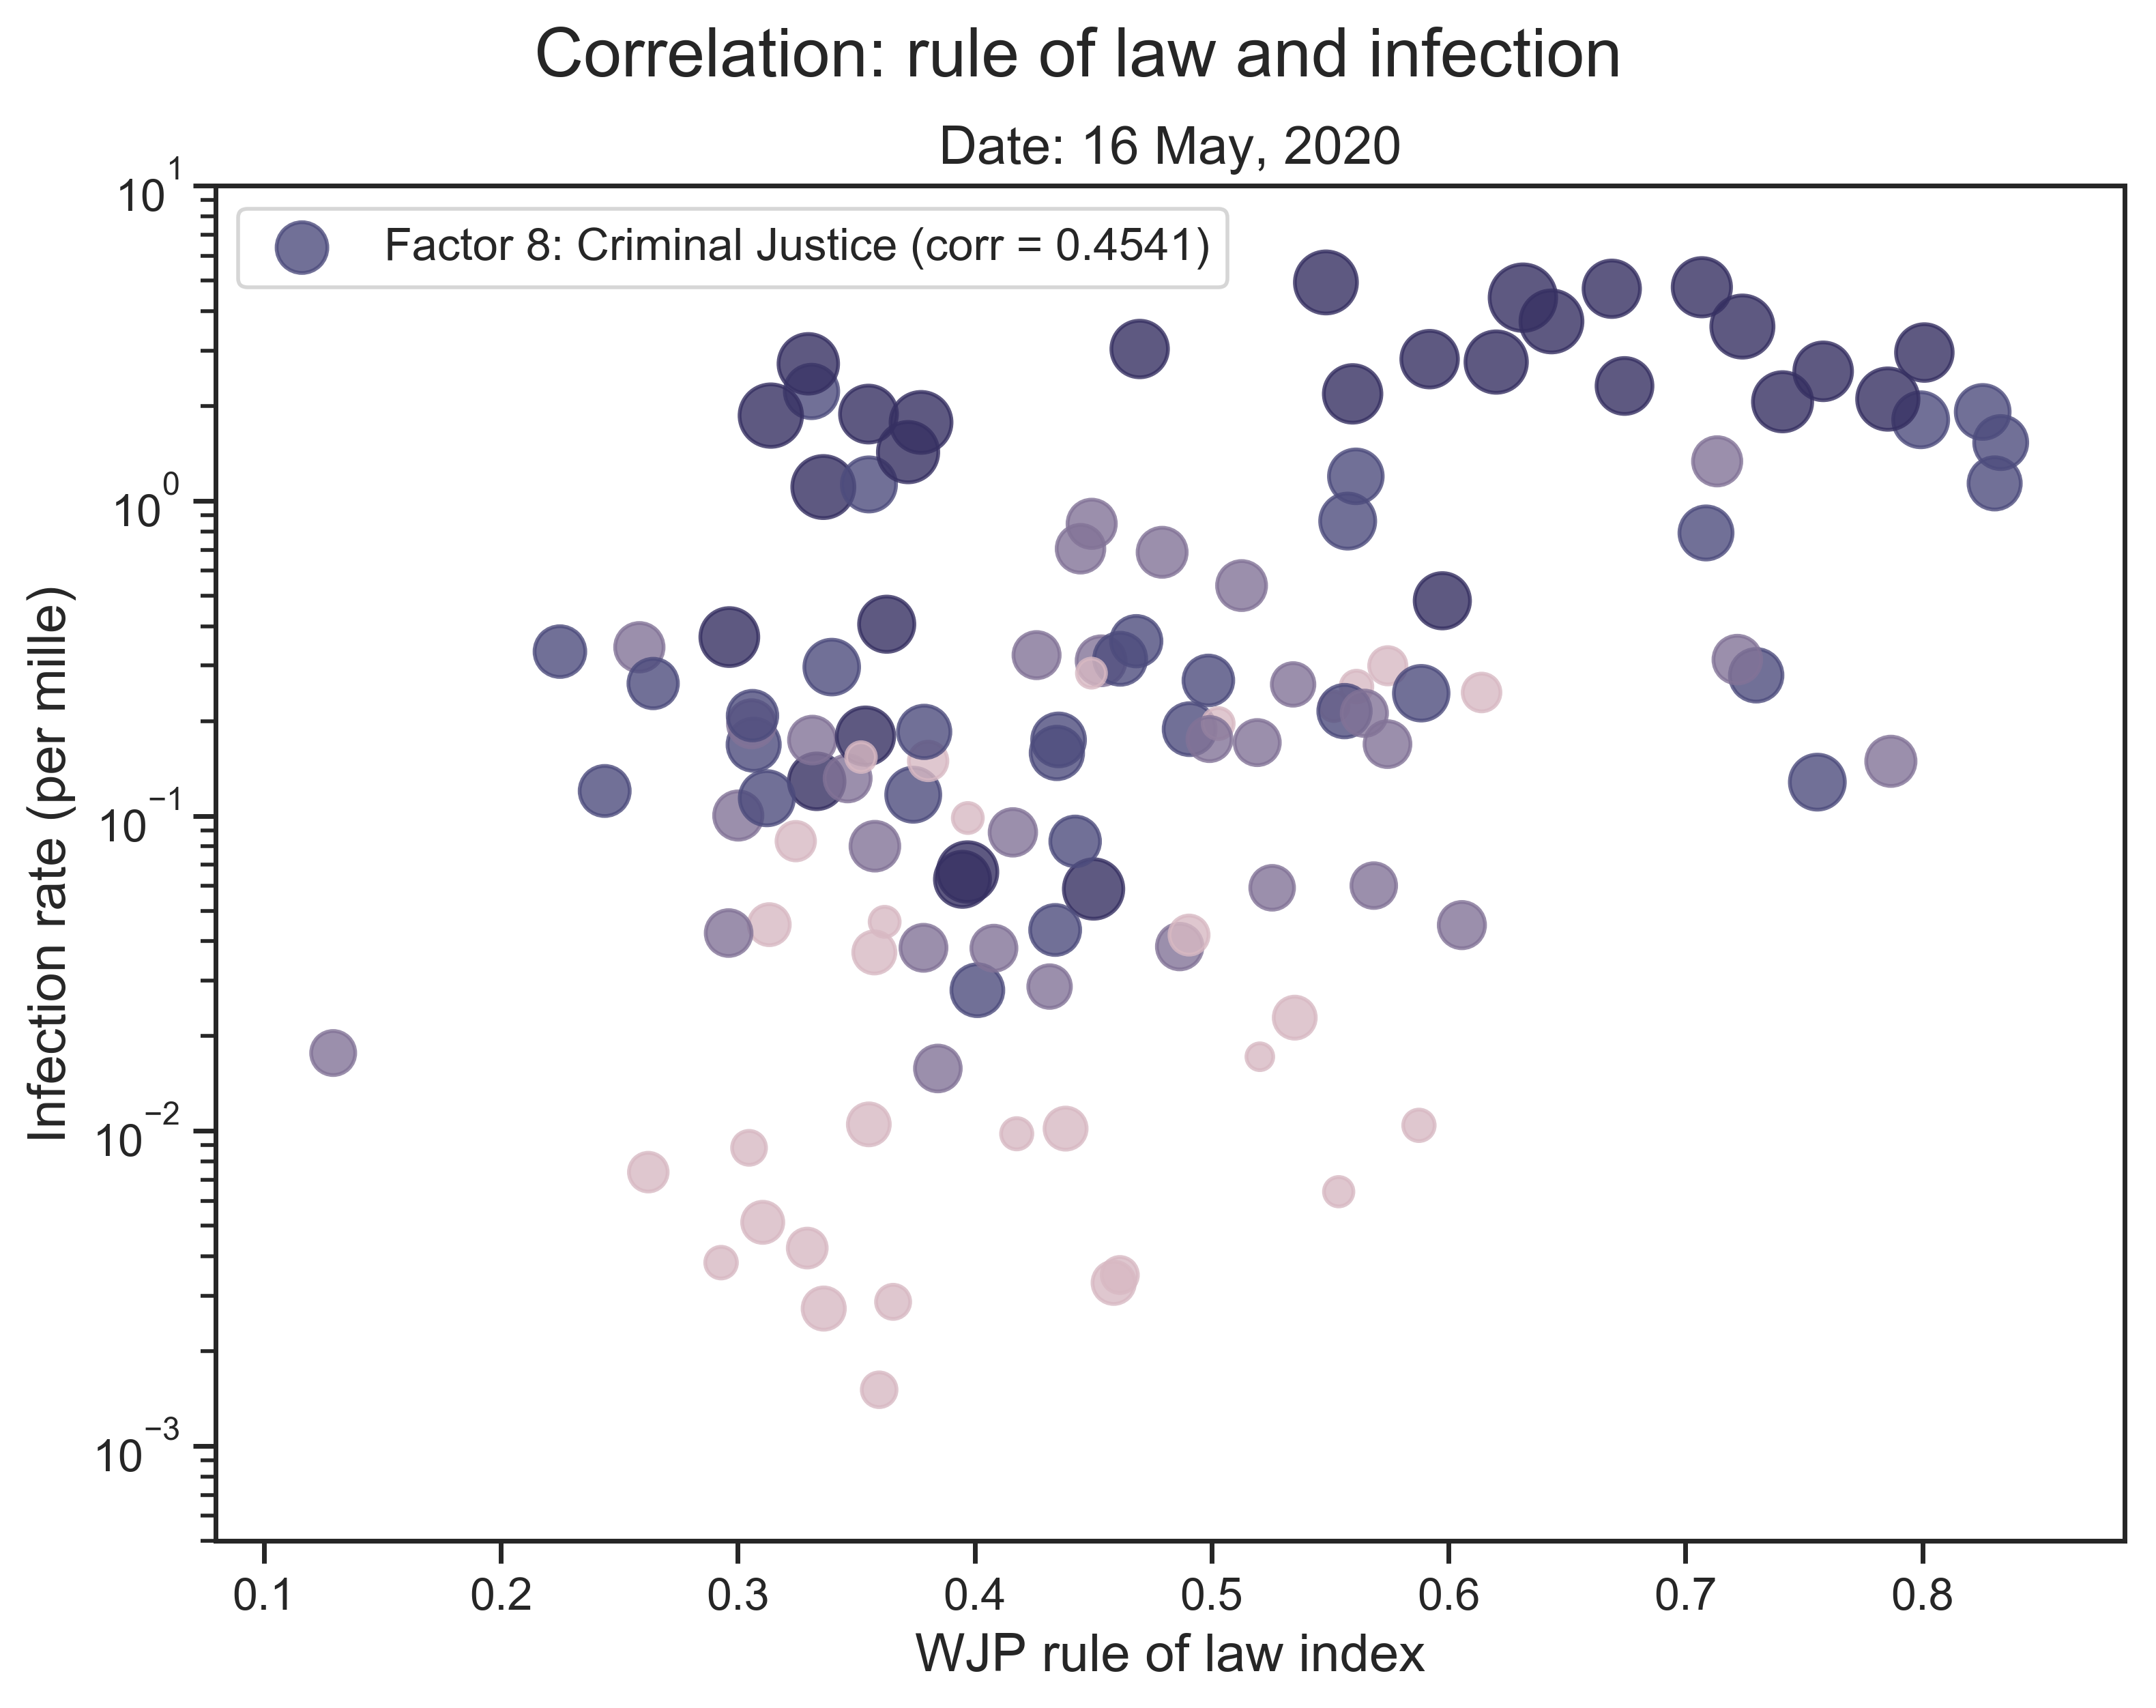 Correlation: rule of law and infection
Date: 16 May, 2020
Factor 8: Criminal Justice (corr = 0.4541)
Infection rate (per mille)
10^1
10^0
10^−1
10^−2
10^−3
0.1 0.2 0.3 0.4 0.5 0.6 0.7 0.8
WJP rule of law index